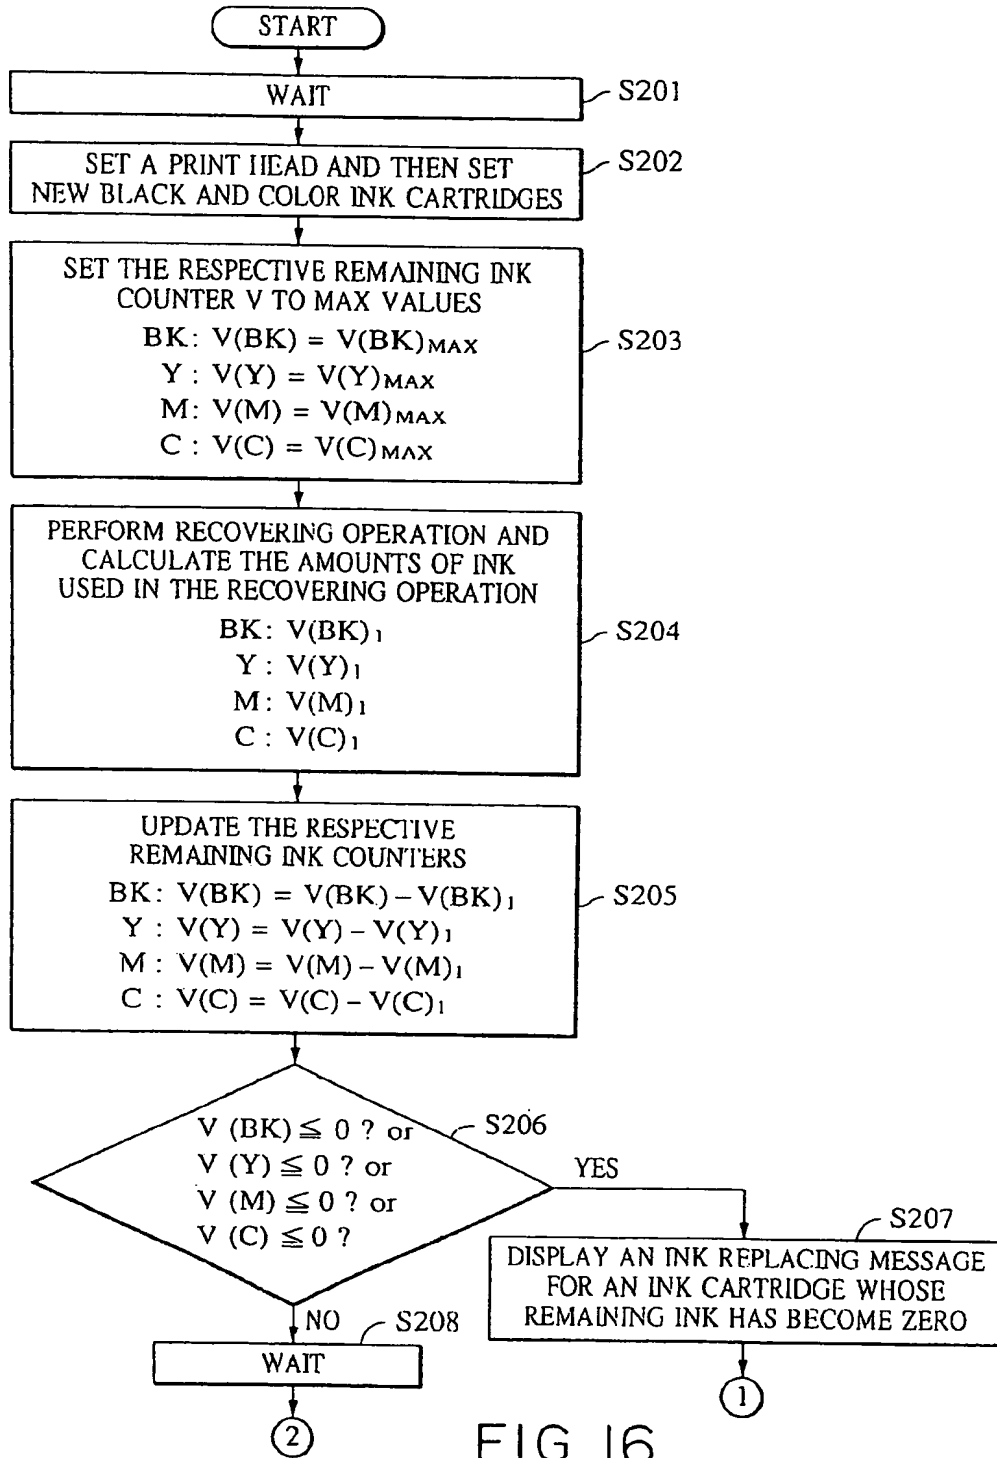 START
WAIT
S201
SET A PRINT HEAD AND THEN SET
NEW BLACK AND COLOR INK CARTRIDGES
S202
SET THE RESPECTIVE REMAINING INK
COUNTER V TO MAX VALUES
BK: V(BK) = V(BK)MAX
Y: V(Y) = V(Y)MAX
M: V(M) = V(M)MAX
C: V(C) = V(C)MAX
S203
PERFORM RECOVERING OPERATION AND
CALCULATE THE AMOUNTS OF INK
USED IN THE RECOVERING OPERATION
BK: V(BK)1
Y: V(Y)1
M: V(M)1
C: V(C)1
S204
UPDATE THE RESPECTIVE
REMAINING INK COUNTERS
BK: V(BK) = V(BK) – V(BK)1
Y: V(Y) = V(Y) – V(Y)1
M: V(M) = V(M) – V(M)1
C: V(C) = V(C) – V(C)1
S205
V (BK) ≦ 0 ? or
V (Y) ≦ 0 ? or
V (M) ≦ 0 ? or
V (C) ≦ 0 ?
S206
YES
S207
DISPLAY AN INK REPLACING MESSAGE
FOR AN INK CARTRIDGE WHOSE
REMAINING INK HAS BECOME ZERO
NO
S208
WAIT
1
2
FIG 16